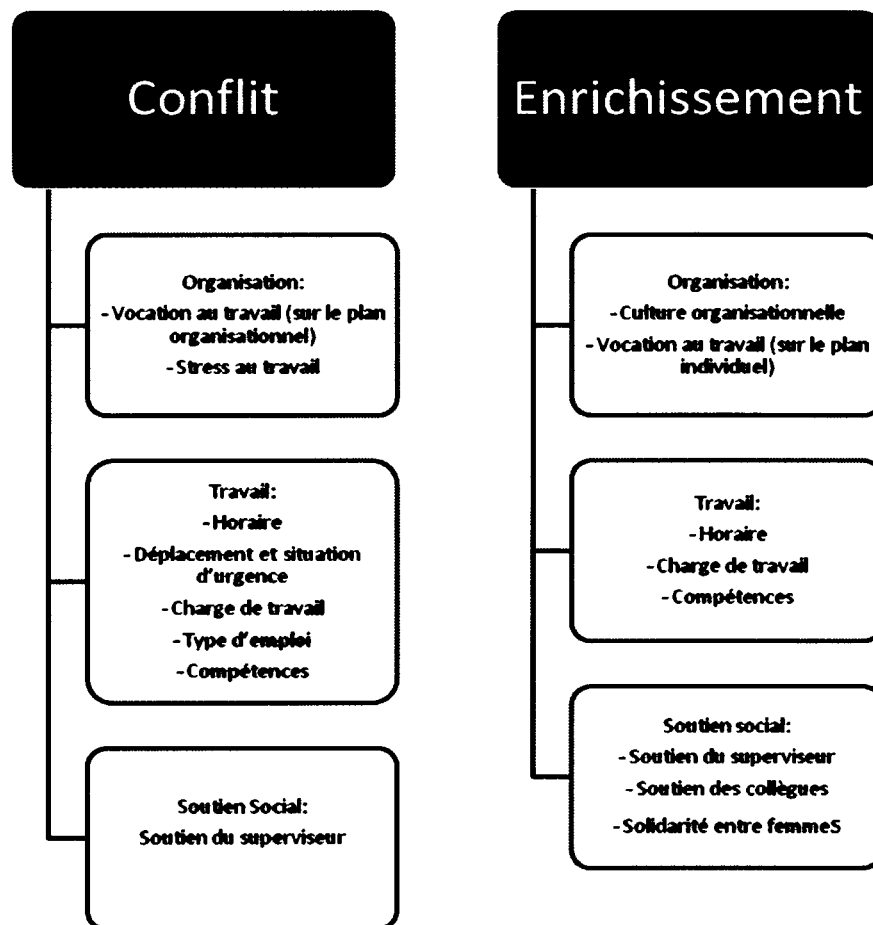 Conflit
Organisation:
-Vocation au travail (sur le plan
organisationnel)
-Stress au travail
Travail:
-Horaire
-Déplacement et situation
d'urgence
-Charge de travail
-Type d'emploi
-Compétences
Soutien Social:
Soutien du superviseur
Enrichissement
Organisation:
-Culture organisationnelle
-Vocation au travail (sur le plan
individuel)
Travail:
-Horaire
-Charge de travail
-Compétences
Soutien social:
-Soutien du superviseur
-Soutien des collègues
-Solidarité entre femmeS